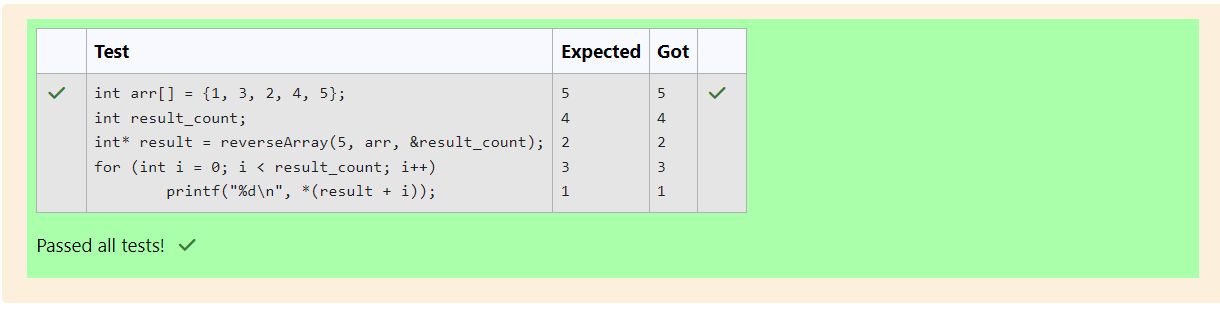 Test Expected Got
int arr[] = {1, 3, 2, 4, 5}; 5 5
int result_count; 4 4
int* result = reverseArray(5, arr, &result_count); 2 2
for (int i = 0; i < result_count; i++) 3 3
printf("%d\n", *(result + i)); 1 1
Passed all tests!